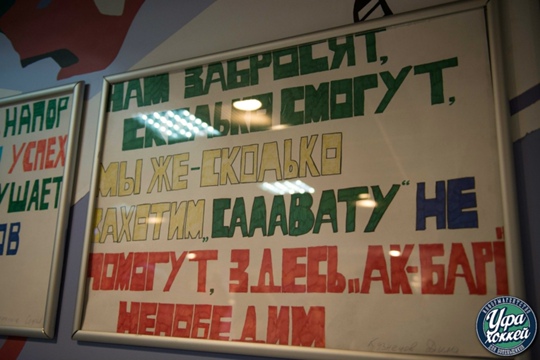 НАПОР
УСПЕХ
УШАЕТ
ОВ
НАМ ЗАБРОСЯТ,
СКОЛЬКО СМОГУТ,
МЫ ЖЕ-СКОЛЬКО
ЗАХОТИМ, „САЛАВАТУ" НЕ
ПОМОГУТ, ЗДЕСЬ „АК-БАРС
НЕПОБЕДИМ
Уфа
хоккей